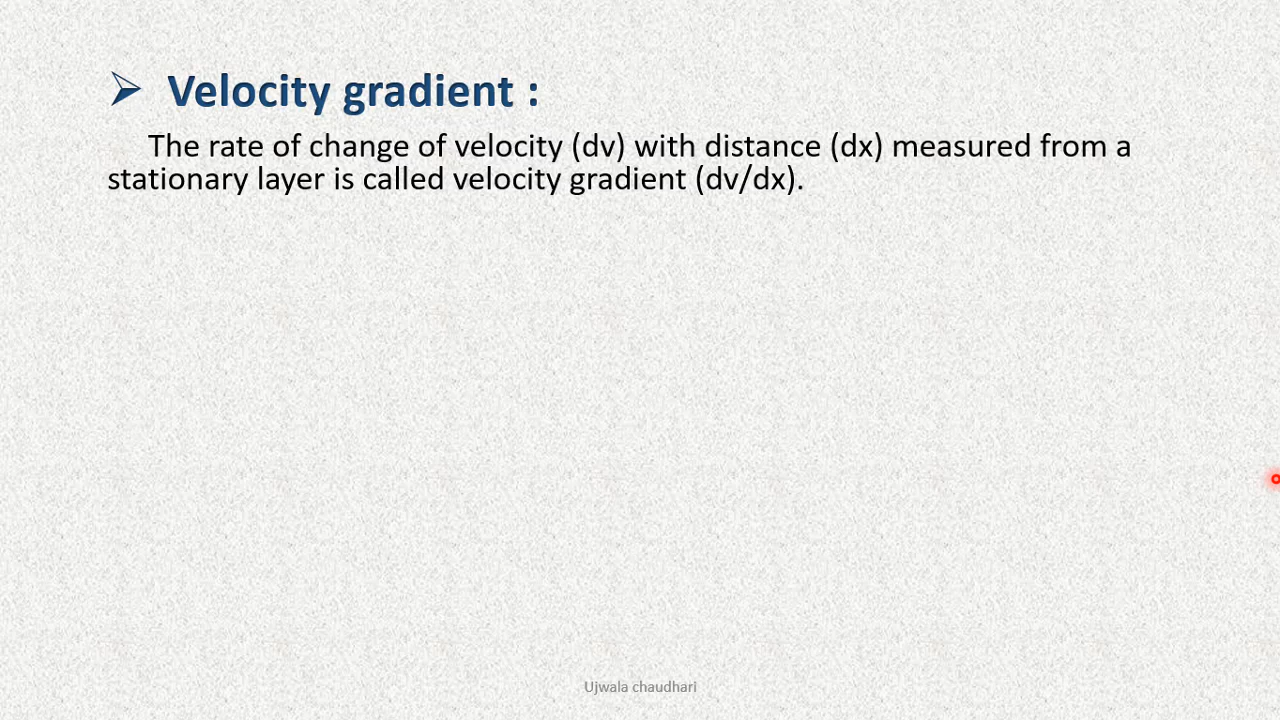 Velocity gradient :
The rate of change of velocity (dv) with distance (dx) measured from a
stationary layer is called velocity gradient (dv/dx).
Ujwala chaudhari